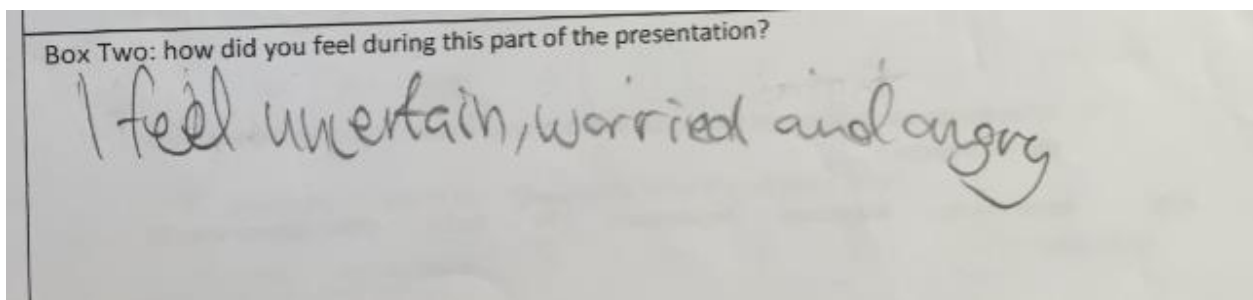 Box Two: how did you feel during this part of the presentation?
I feel uncertain, worried and angry